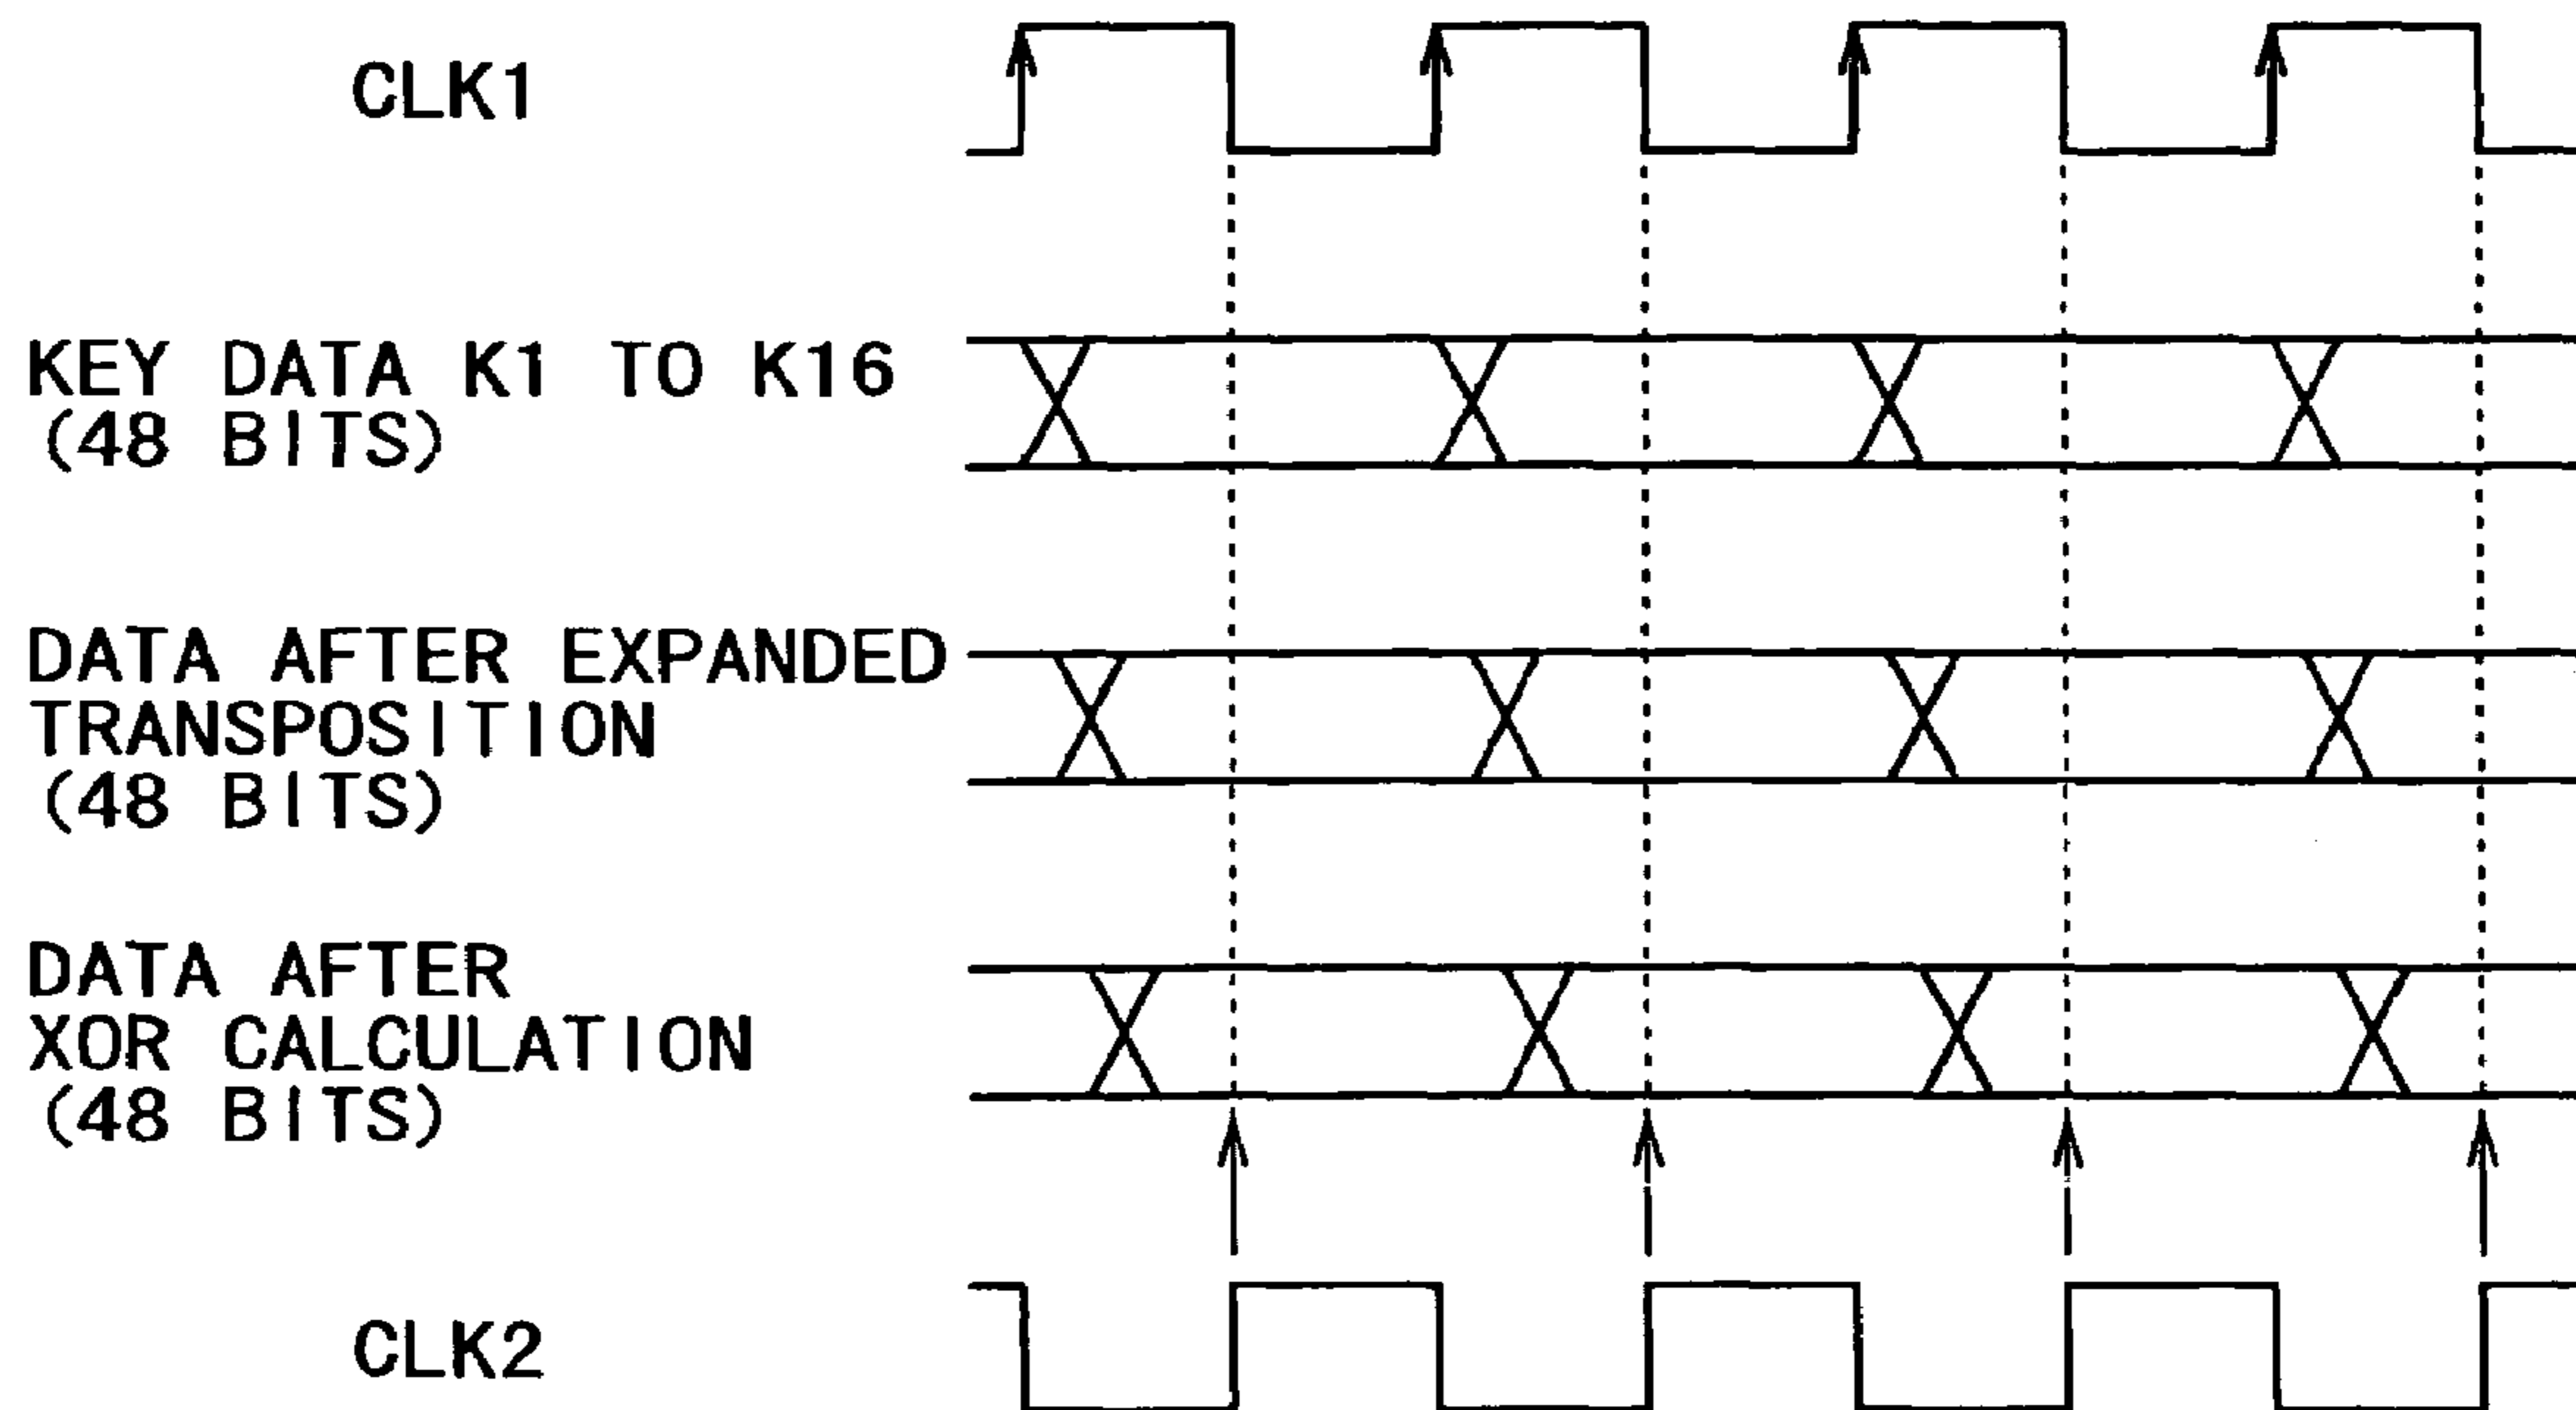 CLK1
KEY DATA K1 TO K16
(48 BITS)
DATA AFTER EXPANDED
TRANSPOSITION
(48 BITS)
DATA AFTER
XOR CALCULATION
(48 BITS)
CLK2